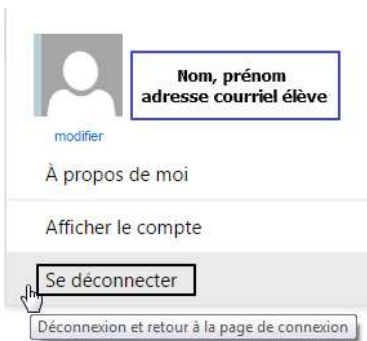 Nom, prénom
adresse courriel élève
modifier
À propos de moi
Afficher le compte
Se déconnecter
Déconnexion et retour à la page de connexion